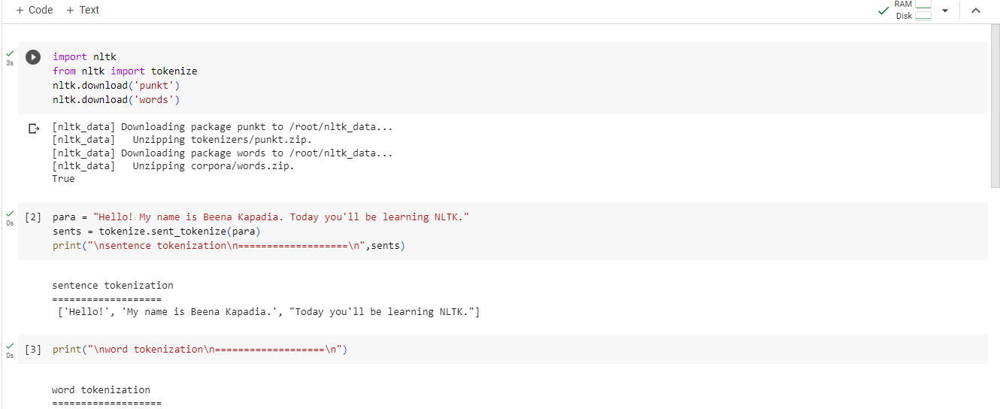 + Code + Text
RAM
Disk
3s
import nltk
from nltk import tokenize
nltk.download('punkt')
nltk.download('words')
[nltk_data] Downloading package punkt to /root/nltk_data...
[nltk_data]   Unzipping tokenizers/punkt.zip.
[nltk_data] Downloading package words to /root/nltk_data...
[nltk_data]   Unzipping corpora/words.zip.
True
0s
[2] para = "Hello! My name is Beena Kapadia. Today you'll be learning NLTK."
sents = tokenize.sent_tokenize(para)
print("\nsentence tokenization\n===================\n",sents)
sentence tokenization
===================
['Hello!', 'My name is Beena Kapadia.', "Today you'll be learning NLTK."]
0s
[3] print("\nword tokenization\n===================\n")
word tokenization
===================